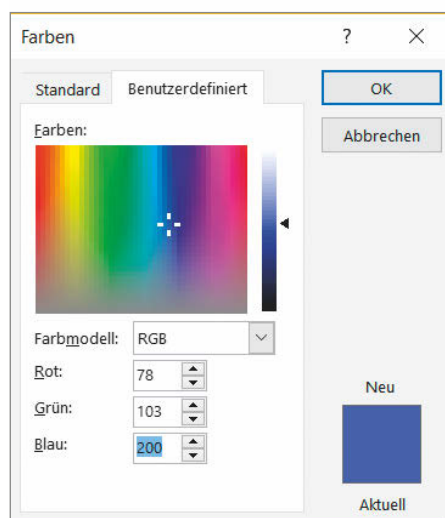 Farben ?
Standard Benutzerdefiniert OK
Farben: Abbrechen
Farbmodell: RGB
Rot: 78
Grün: 103
Blau: 200
Neu
Aktuell